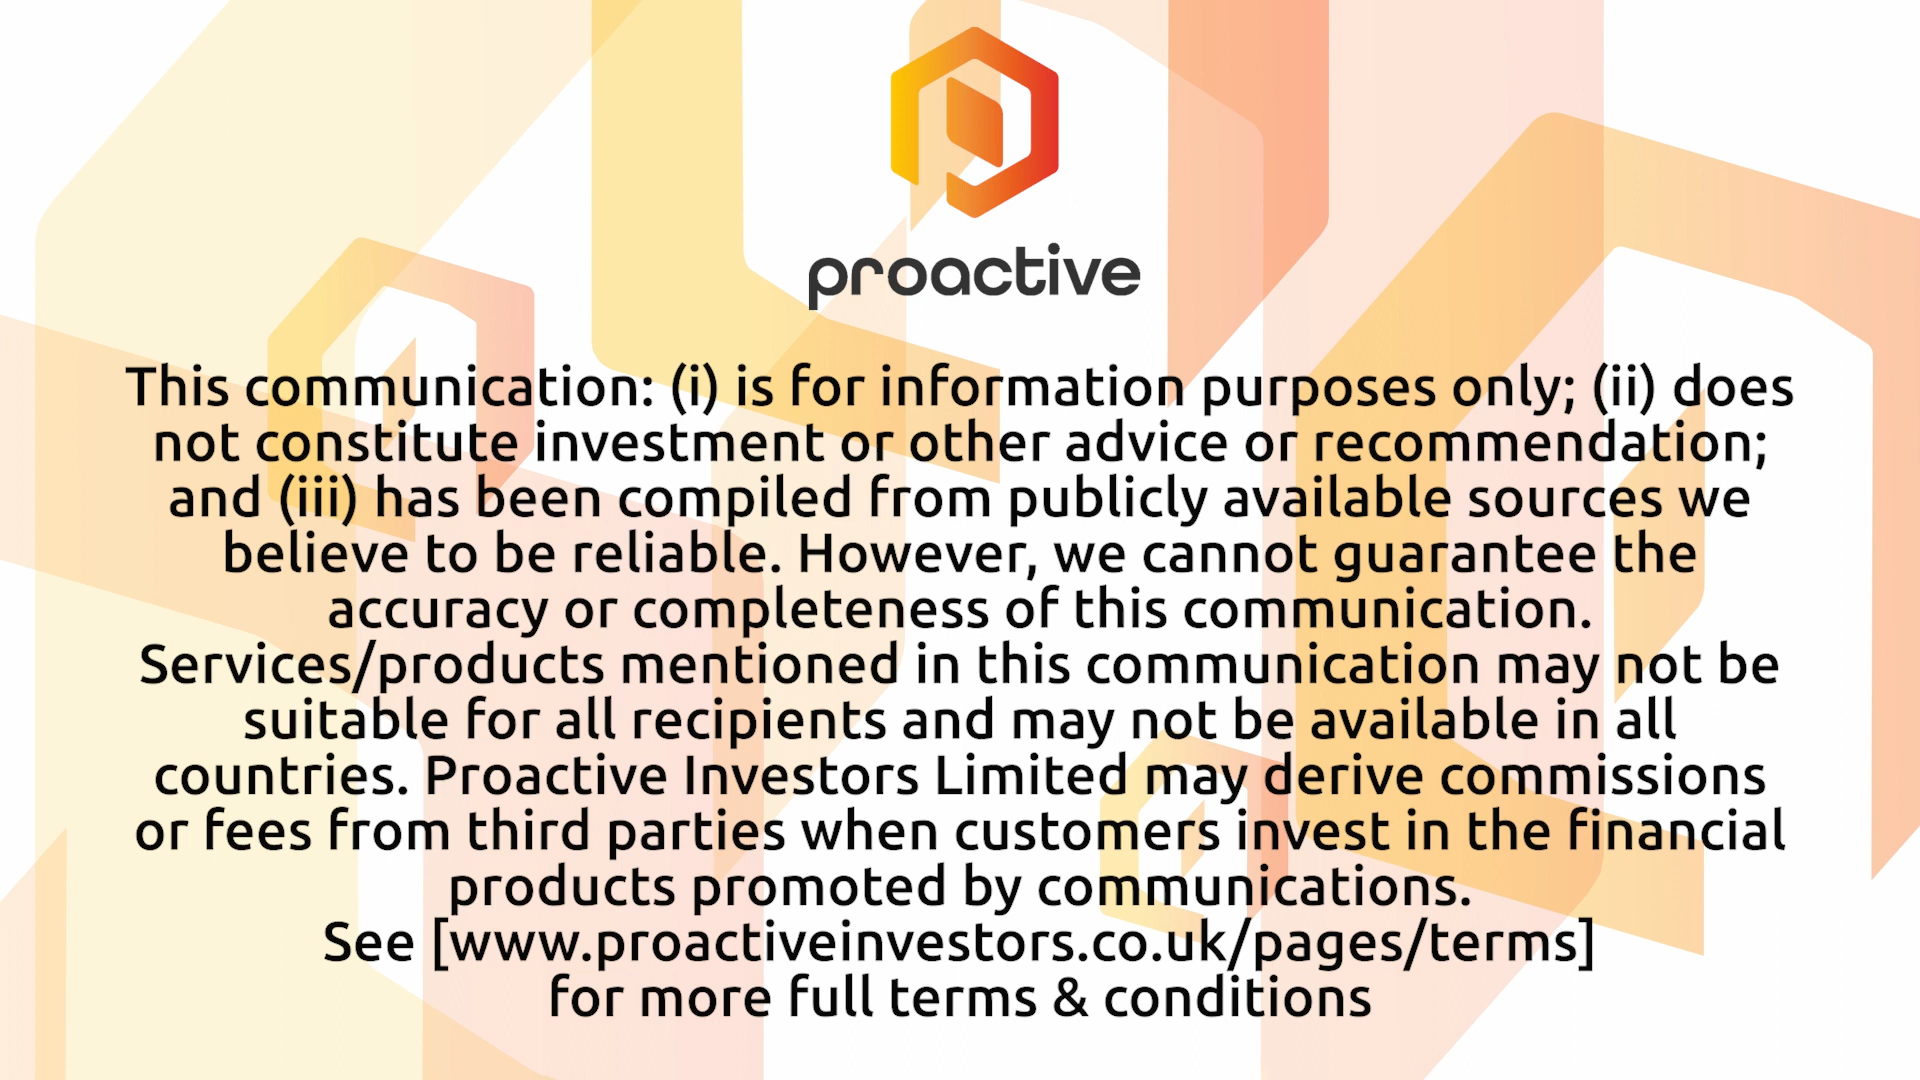 proactive
This communication: (i) is for information purposes only; (ii) does
not constitute investment or other advice or recommendation;
and (iii) has been compiled from publicly available sources we
believe to be reliable. However, we cannot guarantee the
accuracy or completeness of this communication.
Services/products mentioned in this communication may not be
suitable for all recipients and may not be available in all
countries. Proactive Investors Limited may derive commissions
or fees from third parties when customers invest in the financial
products promoted by communications.
See [www.proactiveinvestors.co.uk/pages/terms]
for more full terms & conditions